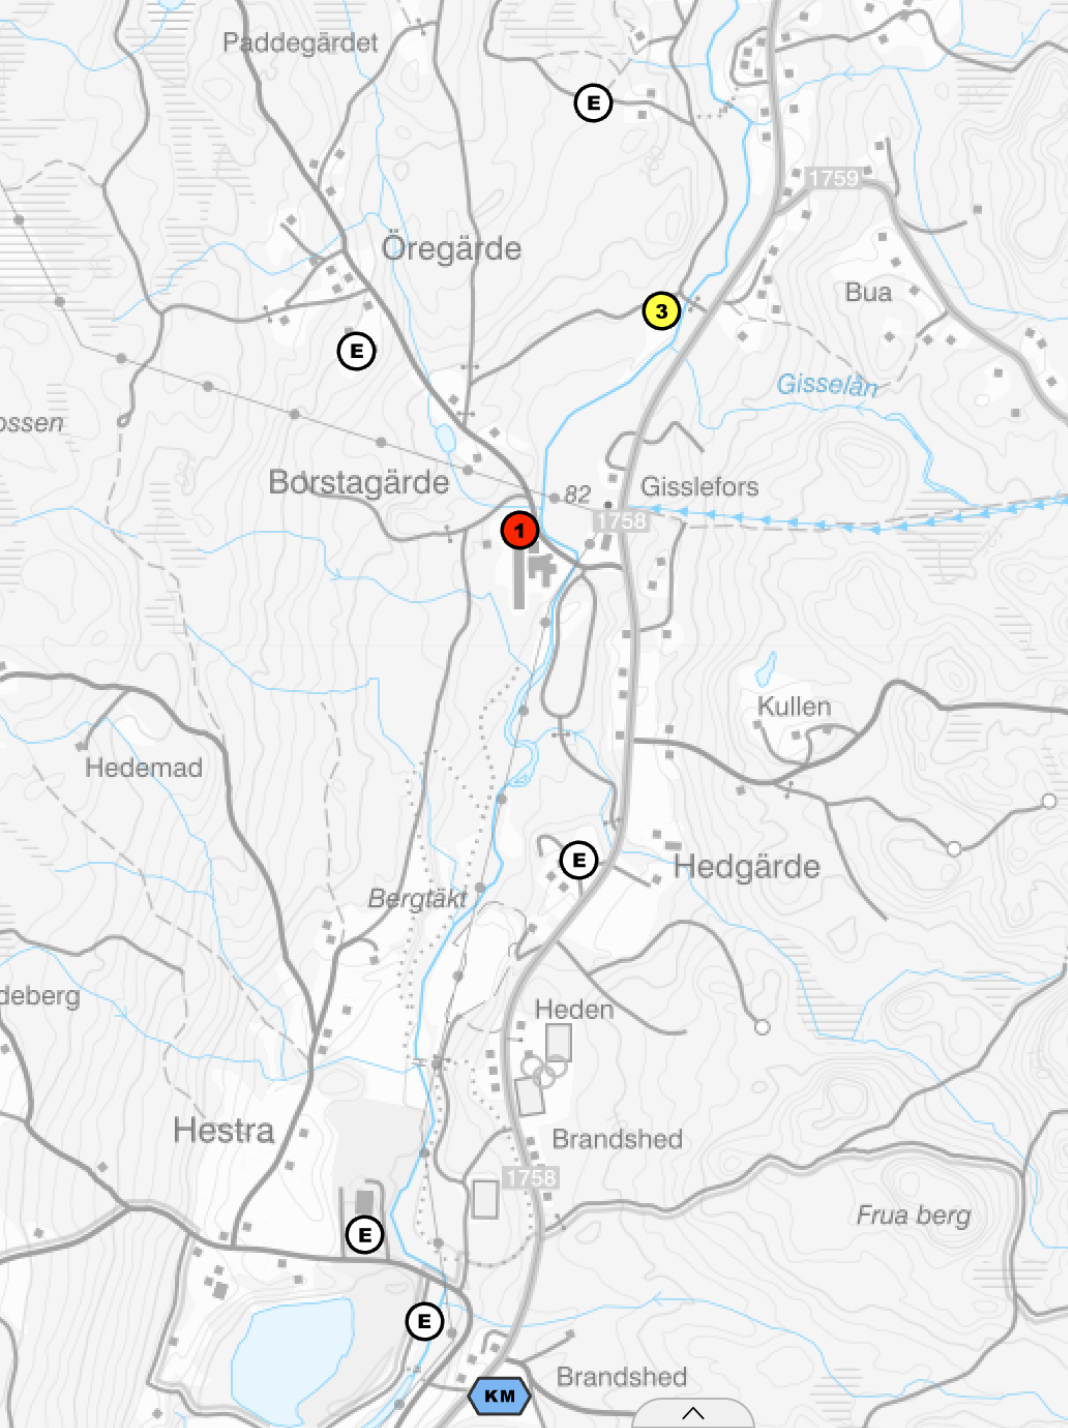 Paddegärdet
E
1759
Öregärde
Bua
3
E
Gisselån
ossen
Borstagärde
82
Gisslefors
1758
1
Kullen
Hedemad
E
Hedgärde
Bergtäkt
deberg
Heden
Hestra
Brandshed
1758
Frua berg
E
E
Brandshed
KM